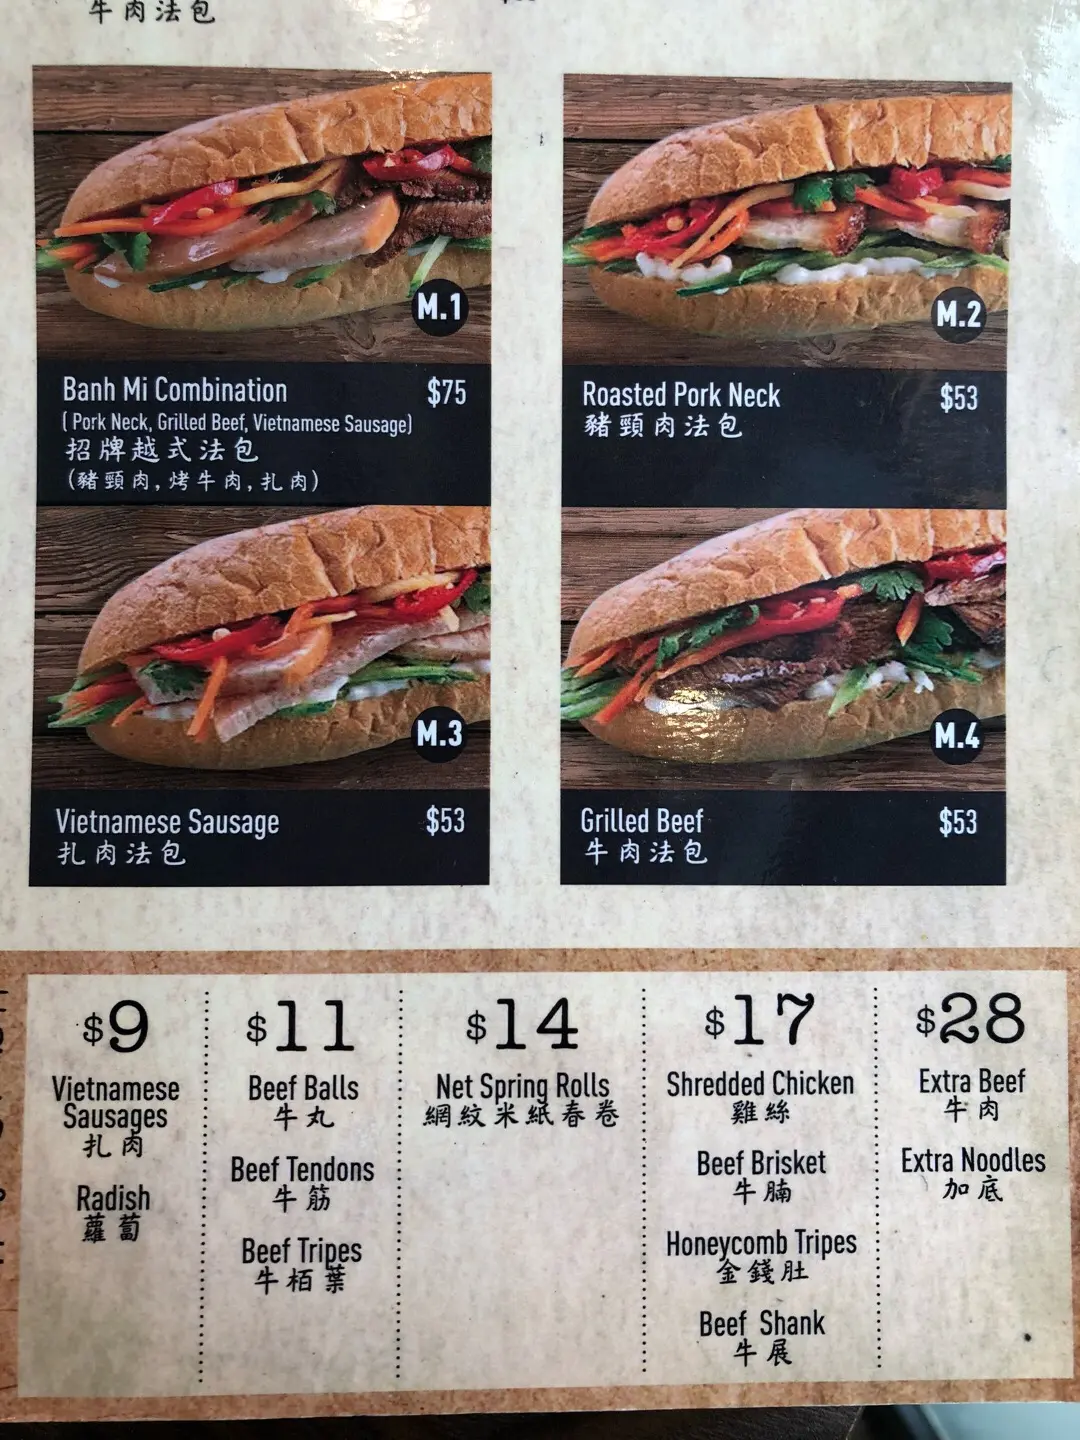 牛肉法包
M.1
Banh Mi Combination $75
( Pork Neck, Grilled Beef, Vietnamese Sausage)
招牌越式法包
(豬頸肉,烤牛肉,扎肉)
M.2
Roasted Pork Neck $53
豬頸肉法包
M.3
Vietnamese Sausage $53
扎肉法包
M.4
Grilled Beef $53
牛肉法包
$9
Vietnamese
Sausages
扎肉
Radish
蘿蔔
$11
Beef Balls
牛丸
Beef Tendons
牛筋
Beef Tripes
牛栢葉
$14
Net Spring Rolls
網紋米紙春卷
$17
Shredded Chicken
雞絲
Beef Brisket
牛腩
Honeycomb Tripes
金錢肚
Beef Shank
牛展
$28
Extra Beef
牛肉
Extra Noodles
加底